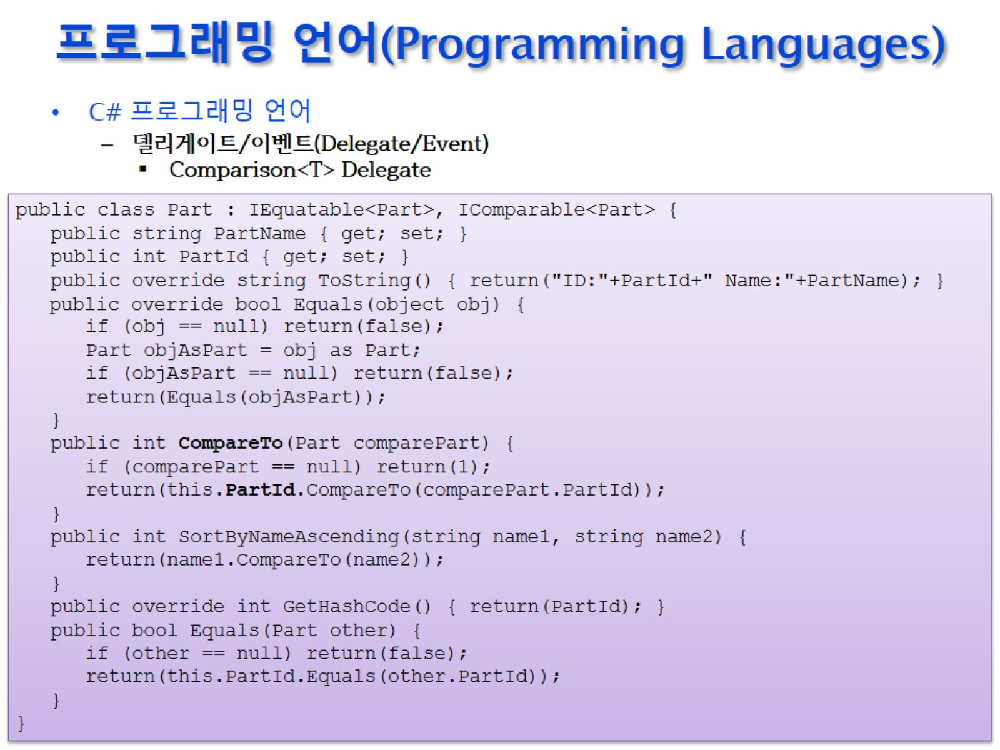 프로그래밍 언어(Programming Languages)
• C# 프로그래밍 언어
– 델리게이트/이벤트(Delegate/Event)
▪ Comparison<T> Delegate
public class Part : IEquatable<Part>, IComparable<Part> {
   public string PartName { get; set; }
   public int PartId { get; set; }
   public override string ToString() { return("ID:"+PartId+" Name:"+PartName); }
   public override bool Equals(object obj) {
      if (obj == null) return(false);
      Part objAsPart = obj as Part;
      if (objAsPart == null) return(false);
      return(Equals(objAsPart));
   }
   public int CompareTo(Part comparePart) {
      if (comparePart == null) return(1);
      return(this.PartId.CompareTo(comparePart.PartId));
   }
   public int SortByNameAscending(string name1, string name2) {
      return(name1.CompareTo(name2));
   }
   public override int GetHashCode() { return(PartId); }
   public bool Equals(Part other) {
      if (other == null) return(false);
      return(this.PartId.Equals(other.PartId));
   }
}